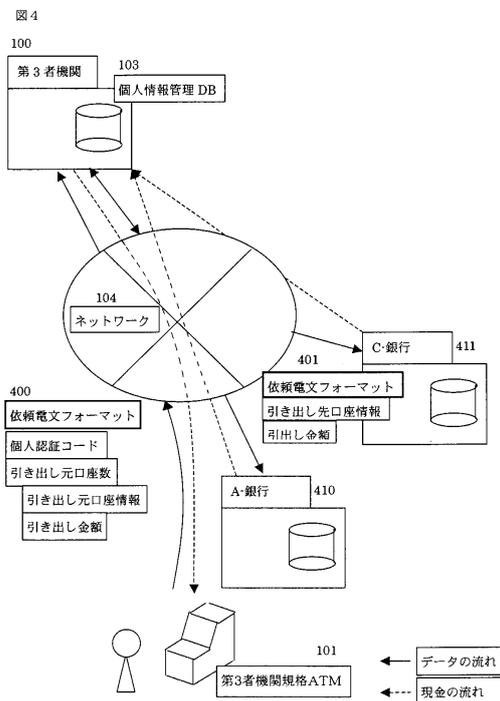 図４
100
第３者機関
103
個人情報管理 DB
104
ネットワーク
C·銀行
411
401
依頼電文フォーマット
引き出し先口座情報
引出し金額
400
依頼電文フォーマット
個人認証コード
引き出し元口座数
引き出し元口座情報
引き出し金額
A·銀行
410
101
第3者機関規格ATM
データの流れ
現金の流れ